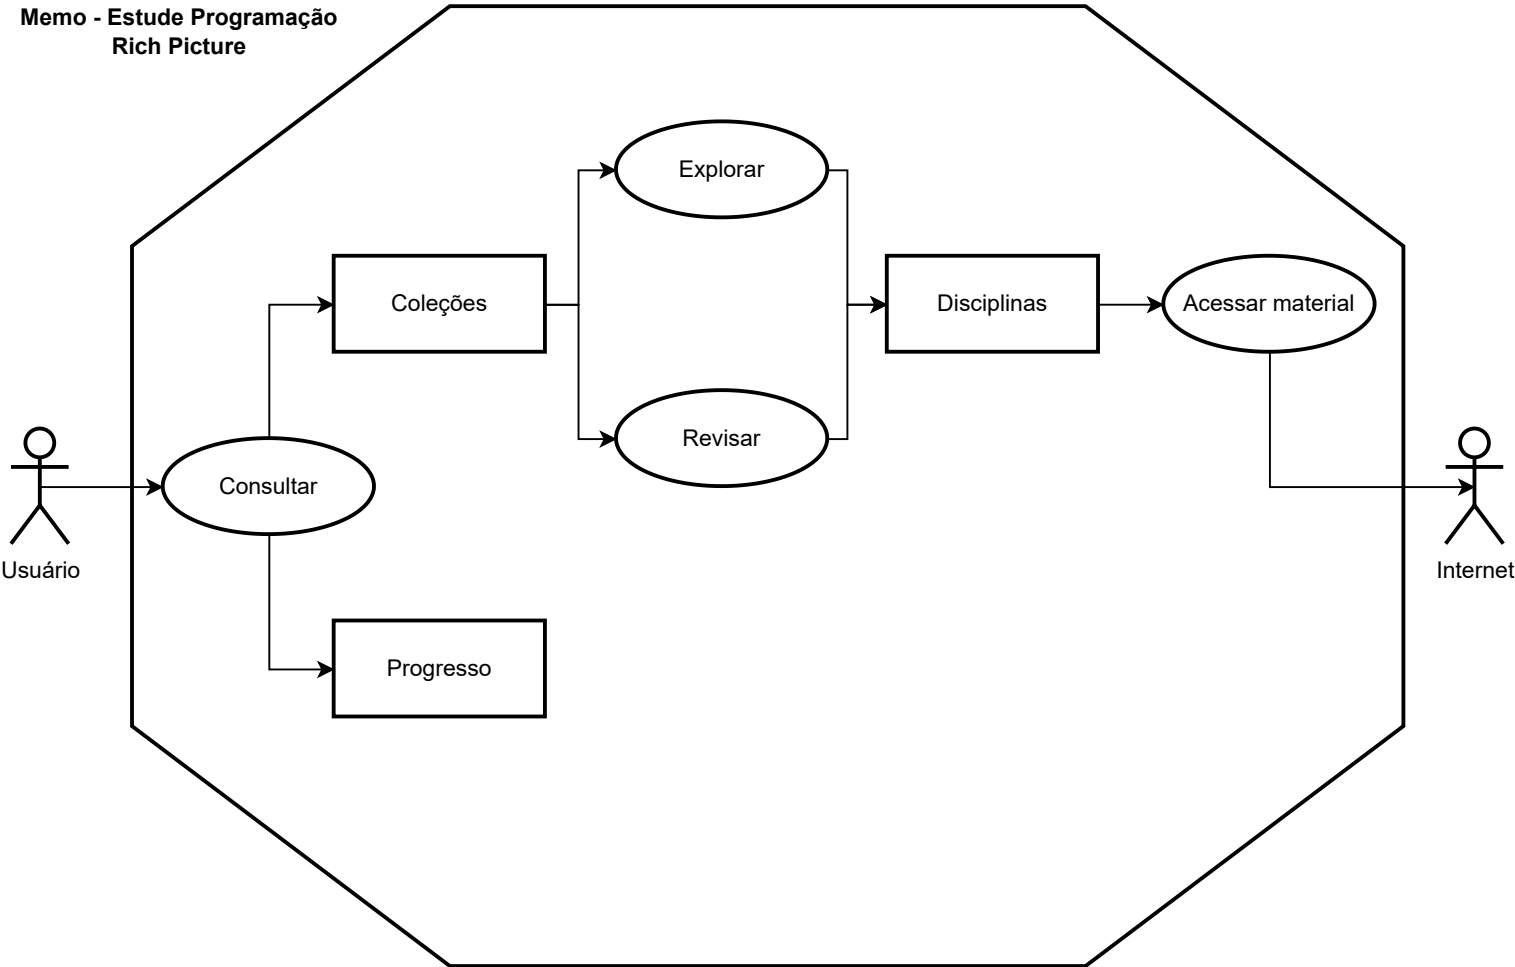 Memo - Estude Programação
Rich Picture
Explorar
Coleções
Disciplinas
Acessar material
Revisar
Consultar
Usuário
Internet
Progresso